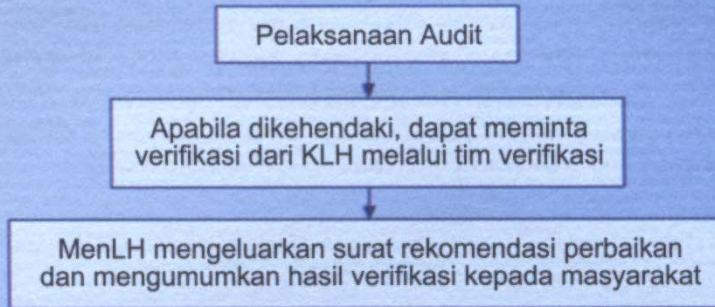 Pelaksanaan Audit
Apabila dikehendaki, dapat meminta
verifikasi dari KLH melalui tim verifikasi
MenLH mengeluarkan surat rekomendasi perbaikan
dan mengumumkan hasil verifikasi kepada masyarakat